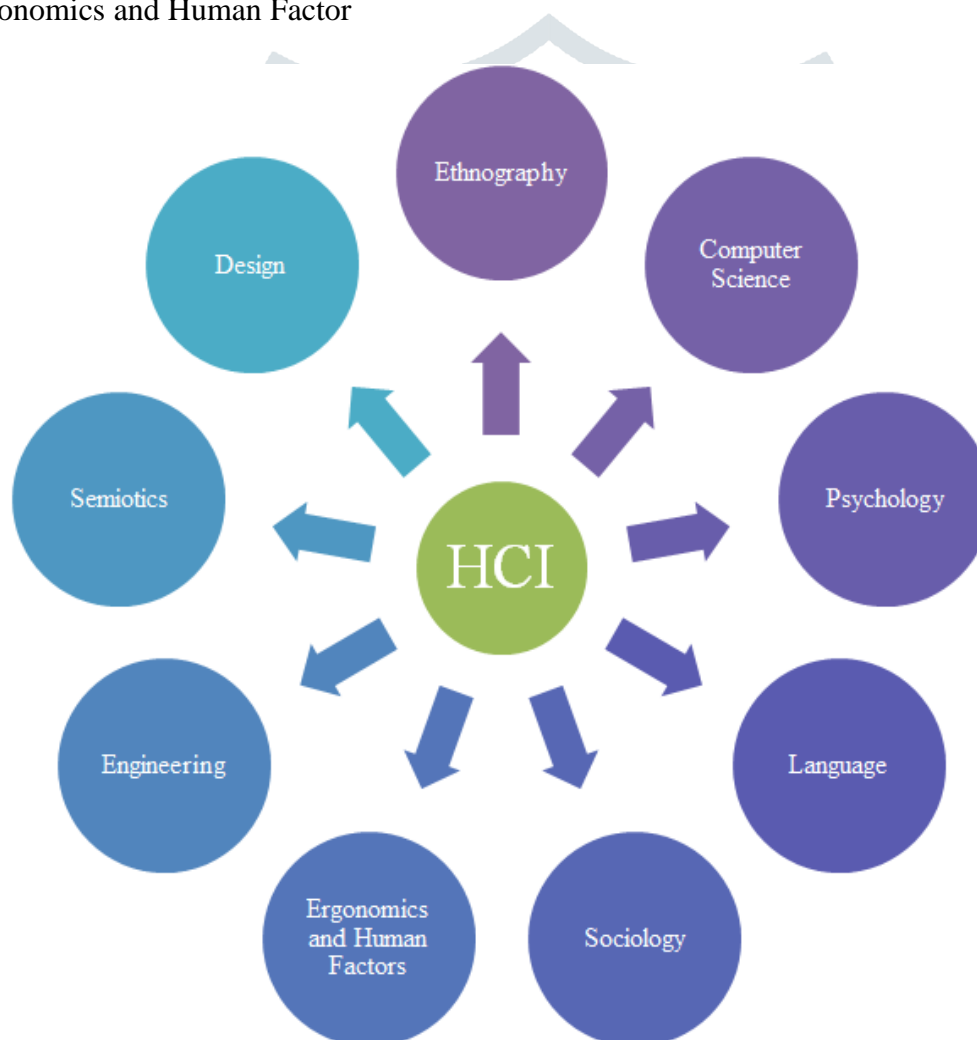 onomics and Human Factor
Ethnography
Computer
Science
Design
Psychology
Semiotics
HCI
Language
Engineering
Ergonomics
and Human
Factors
Sociology